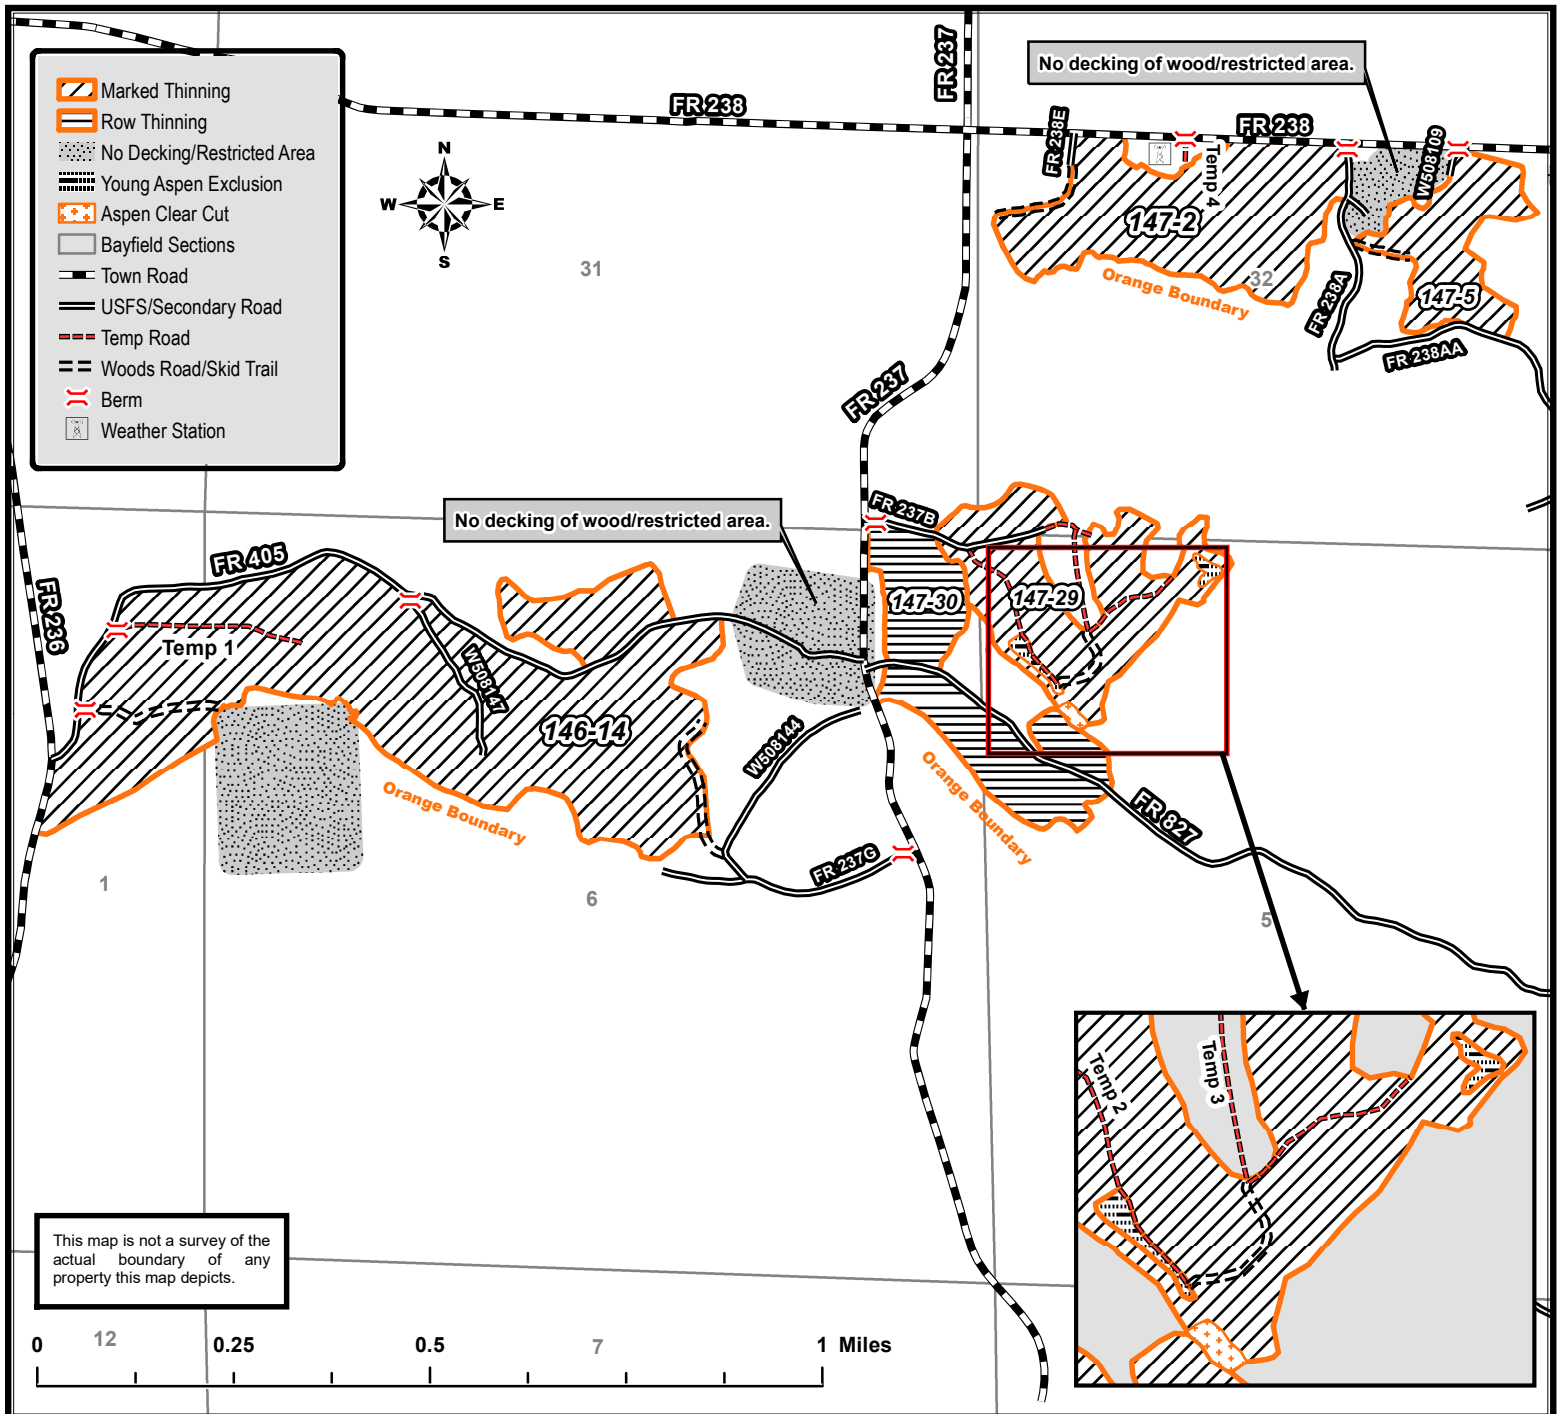 Marked Thinning
Row Thinning
No Decking/Restricted Area
Young Aspen Exclusion
Aspen Clear Cut
Bayfield Sections
Town Road
USFS/Secondary Road
Temp Road
Woods Road/Skid Trail
Berm
Weather Station
N
W
E
S
FR 238
FR 237
No decking of wood/restricted area.
FR 238E
FR 238
Temp 4
W508109
147-2
31
32
Orange Boundary
FR 238A
147-5
FR 238AA
FR 237
No decking of wood/restricted area.
FR 237B
FR 405
FR 236
Temp 1
W508147
147-30
147-29
146-14
W508144
Orange Boundary
Orange Boundary
FR 827
FR 237G
1
6
5
Temp 2
Temp 3
This map is not a survey of the
actual boundary of any
property this map depicts.
12
7
0
0.25
0.5
1 Miles